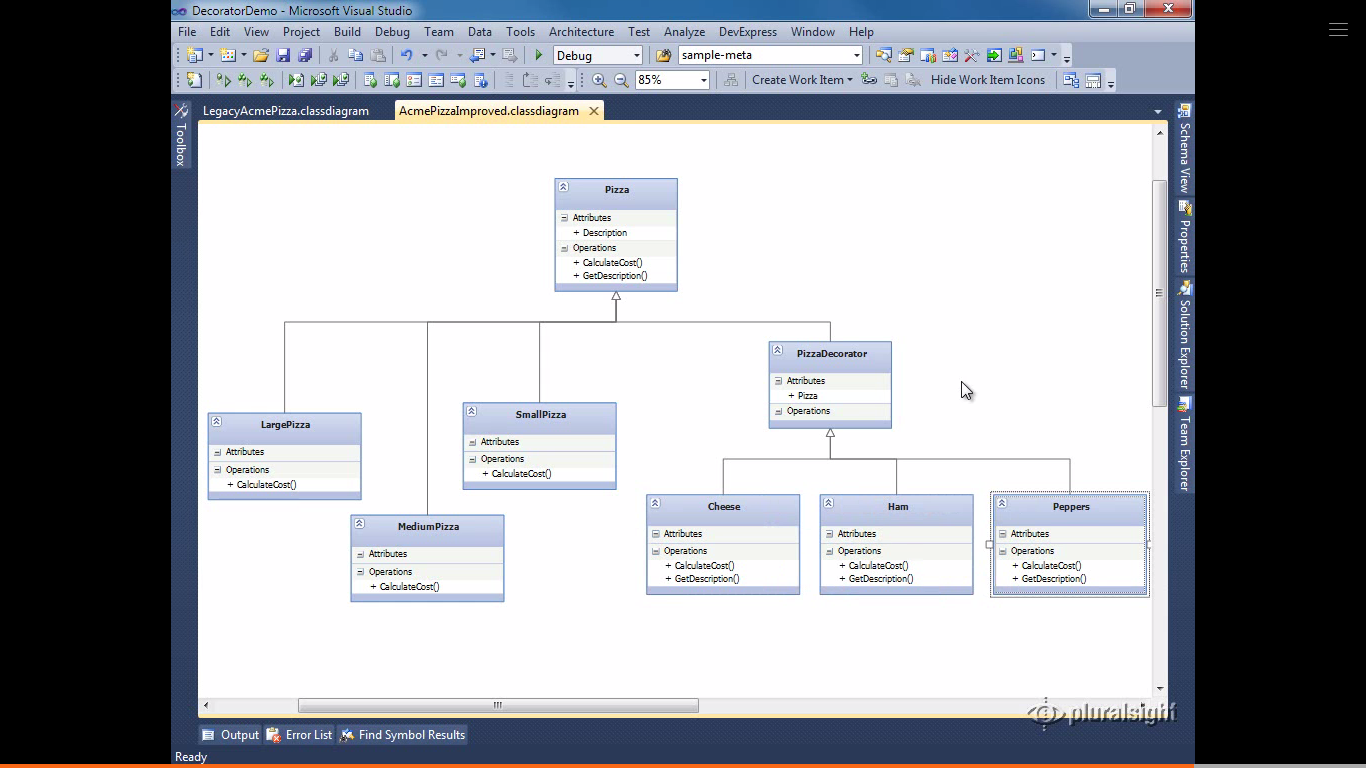 DecoratorDemo - Microsoft Visual Studio
File Edit View Project Build Debug Team Data Tools Architecture Test Analyze DevExpress Window Help
Debug sample-meta
85% Create Work Item Hide Work Item Icons
LegacyAcmePizza.classdiagram AcmePizzaImproved.classdiagram
Toolbox
Schema View
Properties
Solution Explorer
Team Explorer
Pizza
Attributes
+ Description
Operations
+ CalculateCost()
+ GetDescription()
PizzaDecorator
Attributes
+ Pizza
Operations
LargePizza
Attributes
Operations
+ CalculateCost()
SmallPizza
Attributes
Operations
+ CalculateCost()
MediumPizza
Attributes
Operations
+ CalculateCost()
Cheese
Attributes
Operations
+ CalculateCost()
+ GetDescription()
Ham
Attributes
Operations
+ CalculateCost()
+ GetDescription()
Peppers
Attributes
Operations
+ CalculateCost()
+ GetDescription()
pluralsight
Output Error List Find Symbol Results
Ready